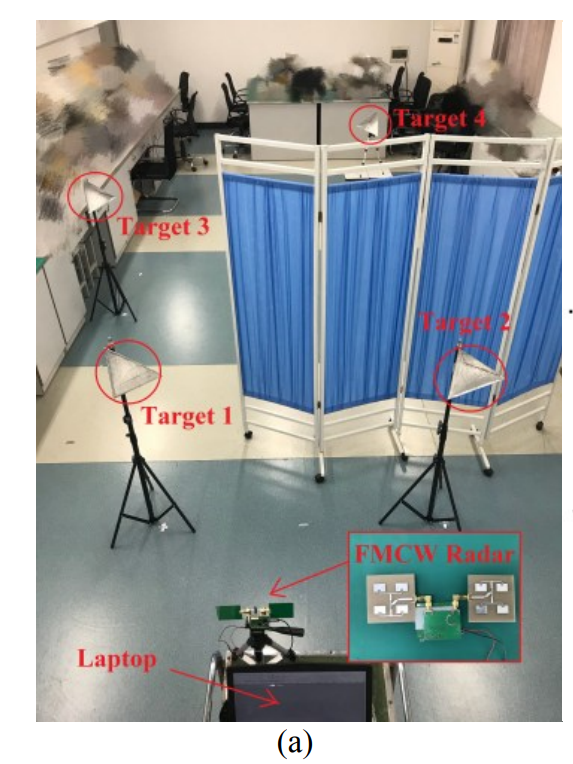 Target 4
Target 3
Target 2
Target 1
FMCW Radar
Laptop
(a)